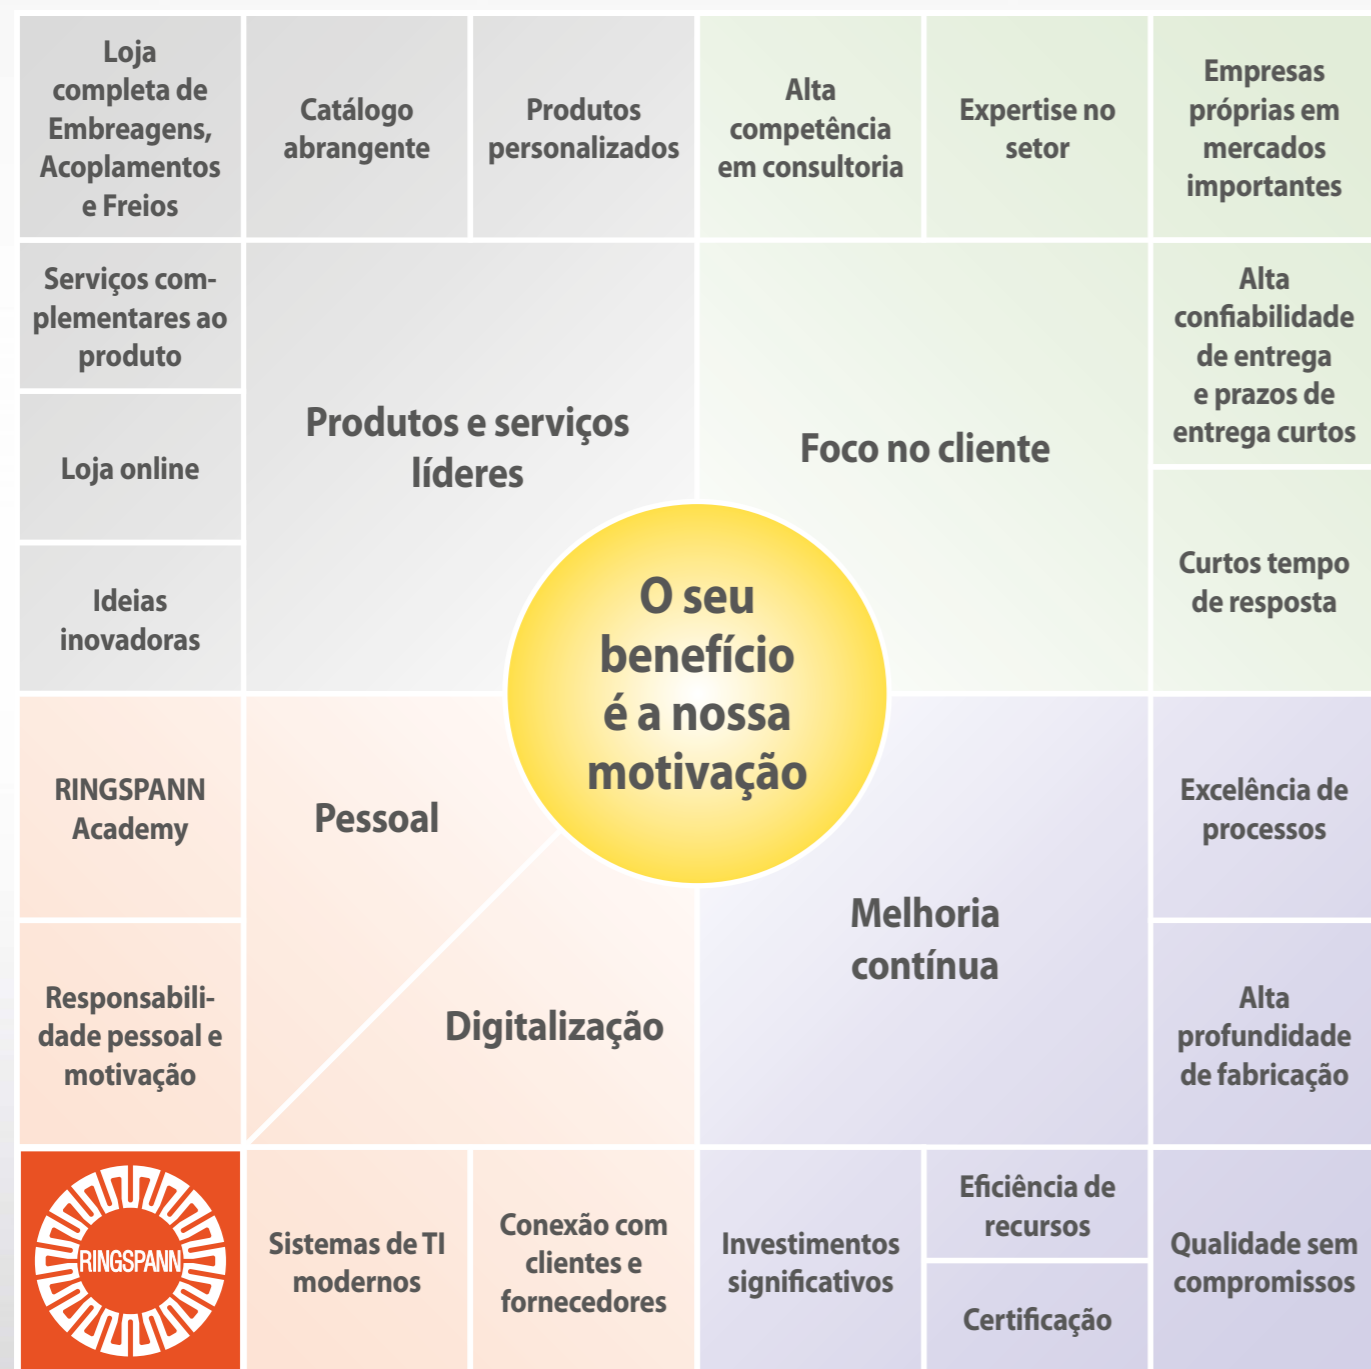 Loja
completa de
Embreagens,
Acoplamentos
e Freios
Catálogo
abrangente
Produtos
personalizados
Alta
competência
em consultoria
Expertise no
setor
Empresas
próprias em
mercados
importantes
Serviços com-
plementares ao
produto
Loja online
Ideias
inovadoras
Produtos e serviços
líderes
Foco no cliente
Alta
confiabilidade
de entrega
e prazos de
entrega curtos
Curtos tempo
de resposta
O seu
benefício
é a nossa
motivação
RINGSPANN
Academy
Responsabili-
dade pessoal e
motivação
Pessoal
Digitalização
Melhoria
contínua
Excelência de
processos
Alta
profundidade
de fabricação
RINGSPANN
Sistemas de TI
modernos
Conexão com
clientes e
fornecedores
Investimentos
significativos
Eficiência de
recursos
Certificação
Qualidade sem
compromissos